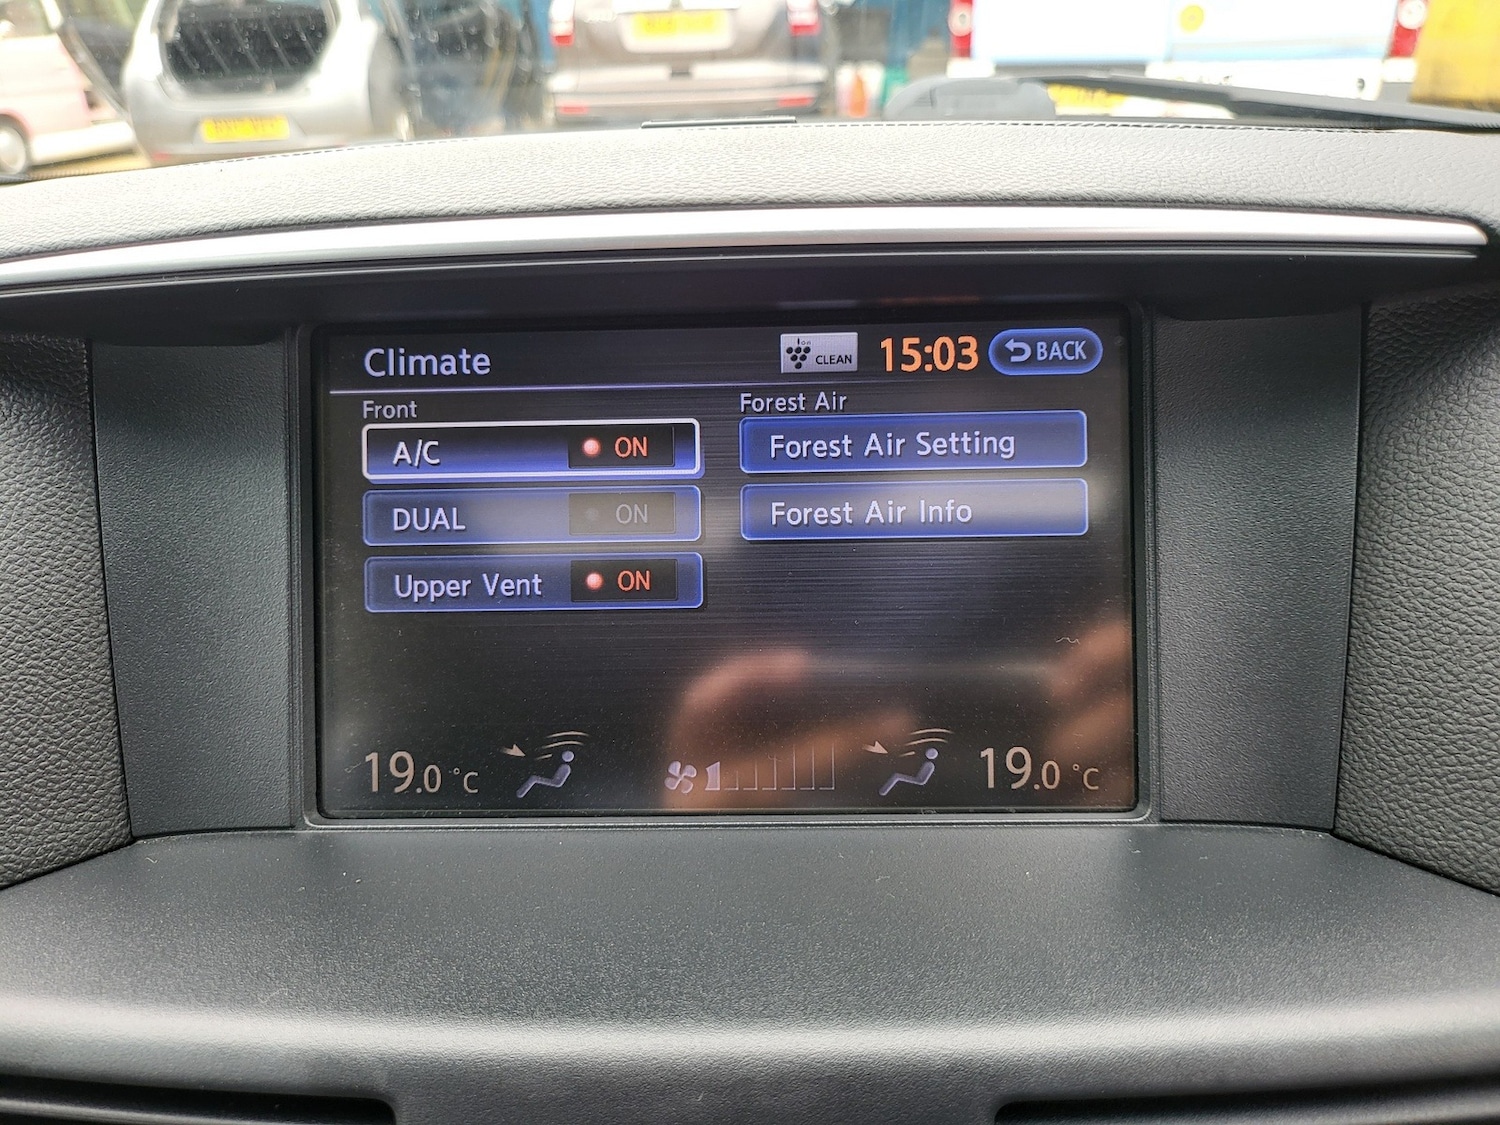 Climate
Ion
CLEAN
15:03
BACK
Front
A/C ON
DUAL ON
Upper Vent ON
Forest Air
Forest Air Setting
Forest Air Info
19.0 °C
19.0 °C